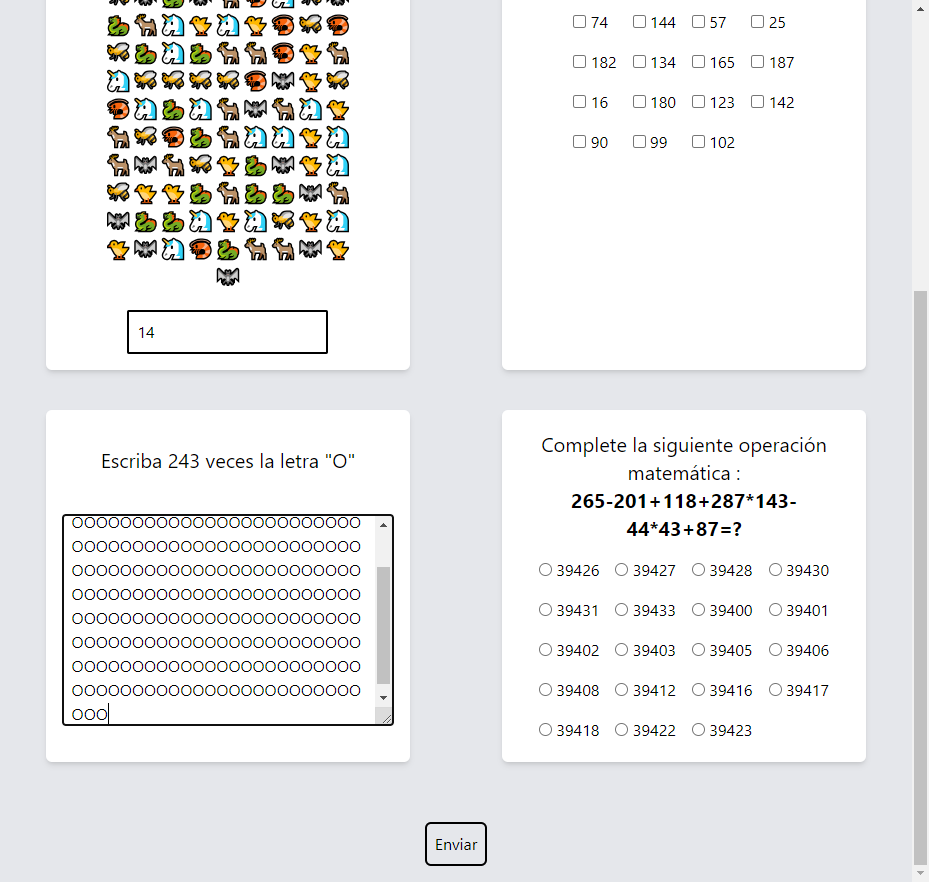 74 144 57 25
182 134 165 187
16 180 123 142
90 99 102
14
Escriba 243 veces la letra "O"
OOOOOOOOOOOOOOOOOOOOOOOO
OOOOOOOOOOOOOOOOOOOOOOOO
OOOOOOOOOOOOOOOOOOOOOOOO
OOOOOOOOOOOOOOOOOOOOOOOO
OOOOOOOOOOOOOOOOOOOOOOOO
OOOOOOOOOOOOOOOOOOOOOOOO
OOOOOOOOOOOOOOOOOOOOOOOO
OOOOOOOOOOOOOOOOOOOOOOOO
OOO
Complete la siguiente operación
matemática :
265-201+118+287*143-
44*43+87=?
39426 39427 39428 39430
39431 39433 39400 39401
39402 39403 39405 39406
39408 39412 39416 39417
39418 39422 39423
Enviar